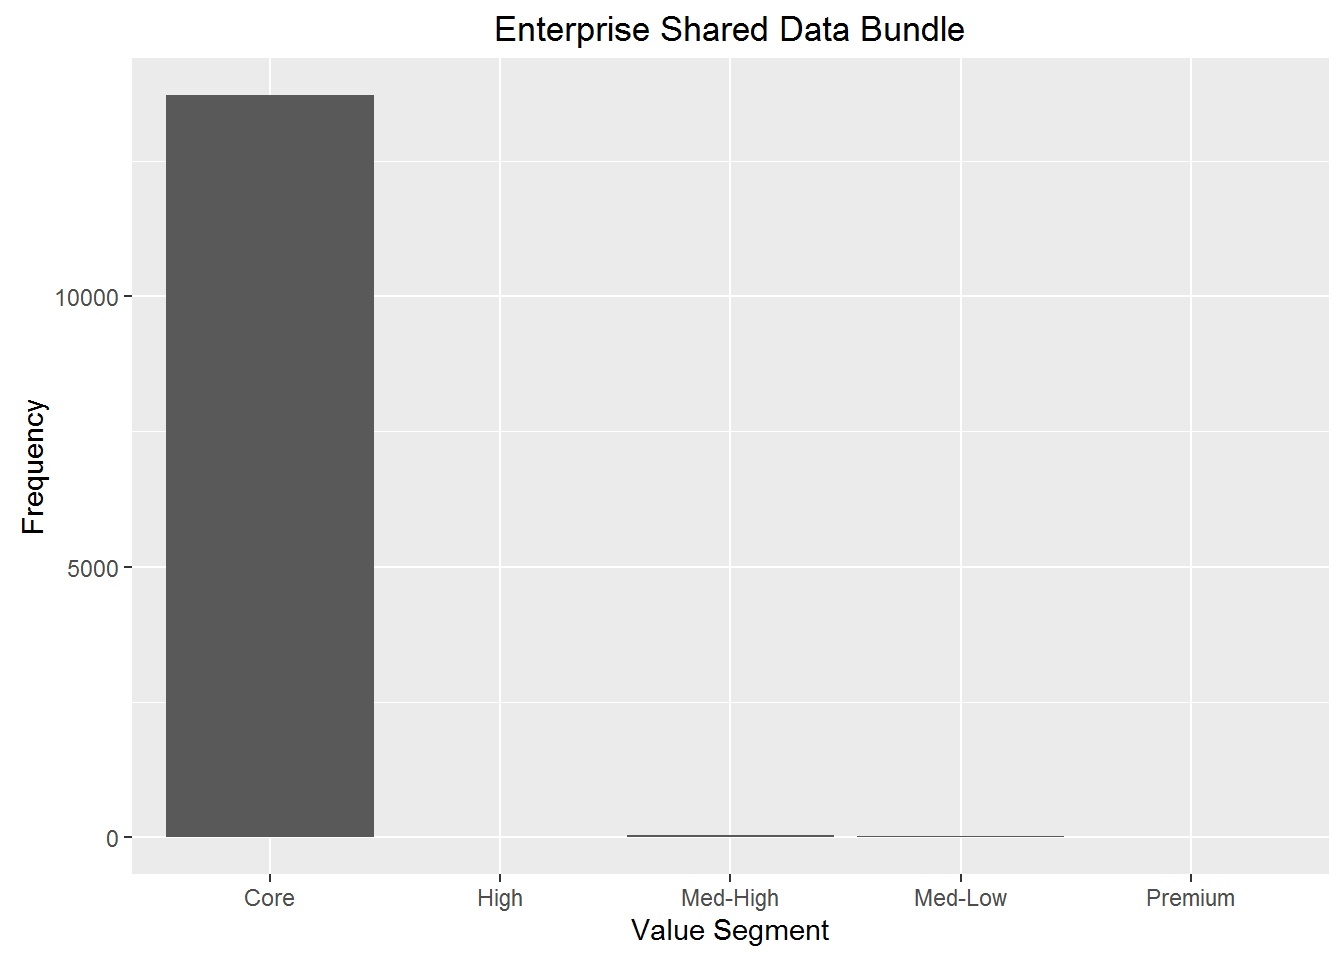 Enterprise Shared Data Bundle
Frequency
10000
5000
0
Core High Med-High Med-Low Premium
Value Segment